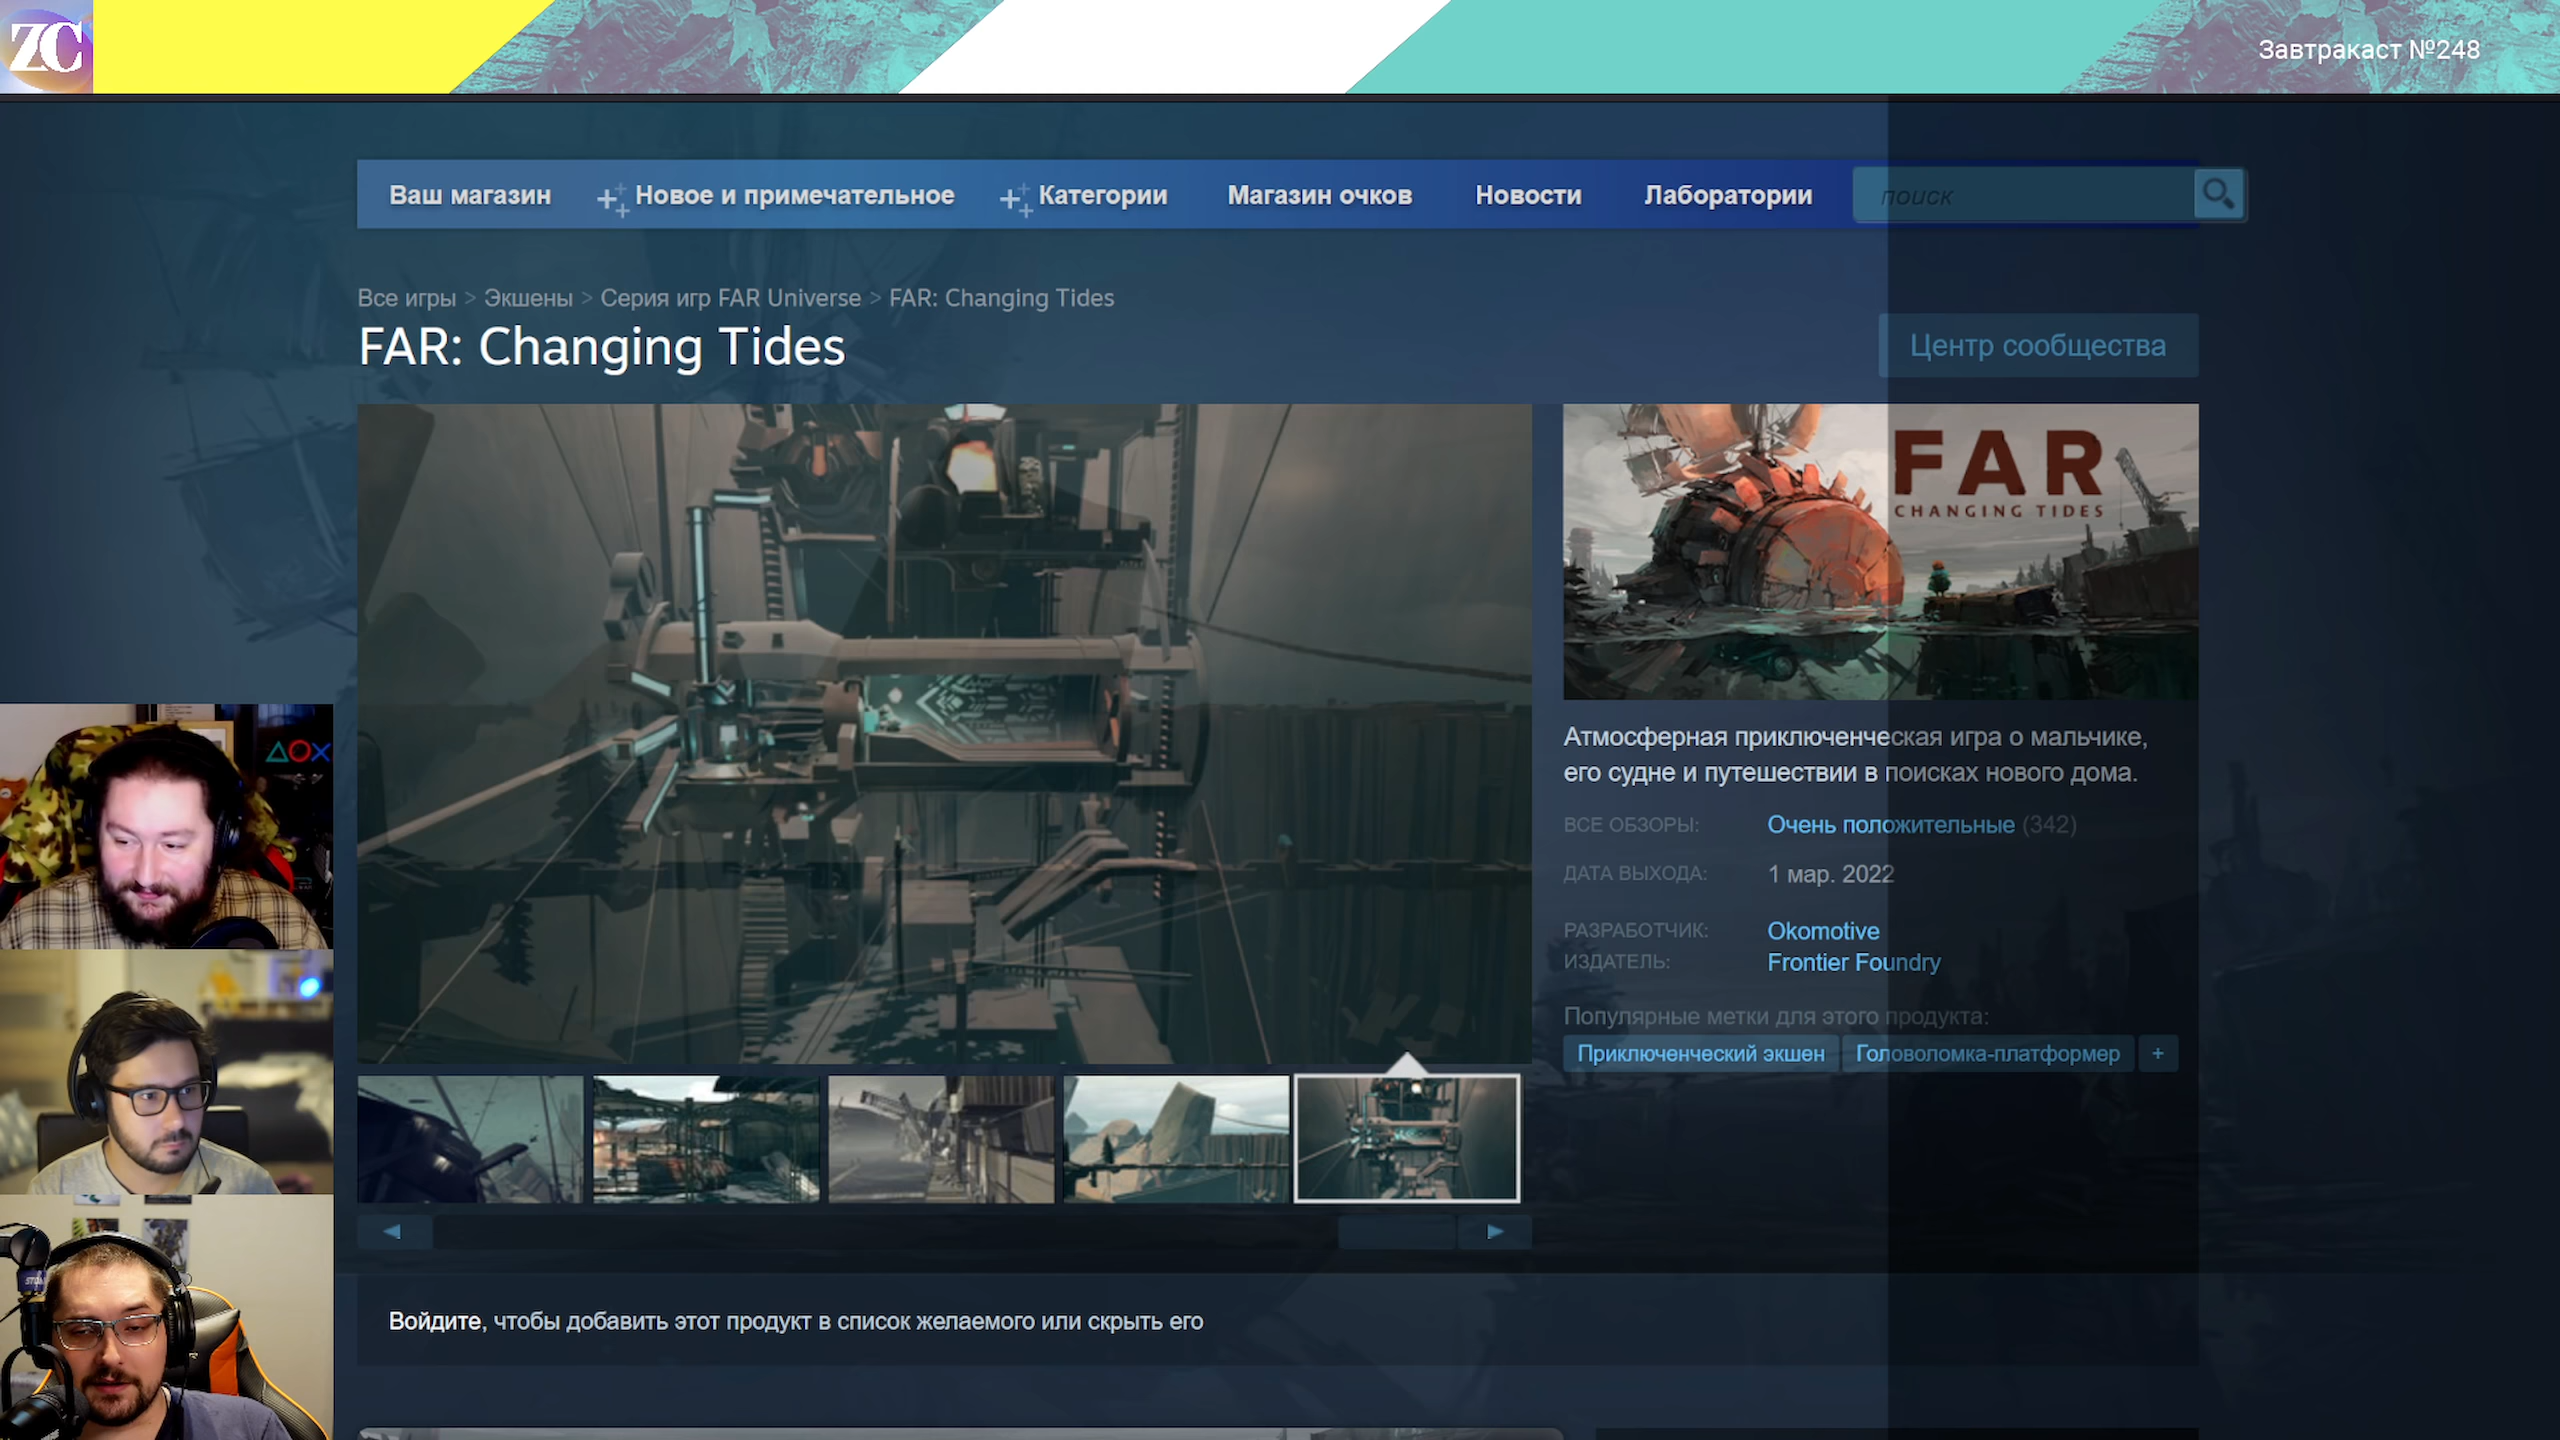 ZC
Завтракаст №248
Ваш магазин
Новое и примечательное
Категории
Магазин очков
Новости
Лаборатории
поиск
Все игры > Экшены > Серия игр FAR Universe > FAR: Changing Tides
FAR: Changing Tides
Центр сообщества
FAR
CHANGING TIDES
Атмосферная приключенческая игра о мальчике,
его судне и путешествии в поисках нового дома.
ВСЕ ОБЗОРЫ: Очень положительные (342)
ДАТА ВЫХОДА: 1 мар. 2022
РАЗРАБОТЧИК: Okomotive
ИЗДАТЕЛЬ: Frontier Foundry
Популярные метки для этого продукта:
Приключенческий экшен
Головоломка-платформер
+
Войдите, чтобы добавить этот продукт в список желаемого или скрыть его